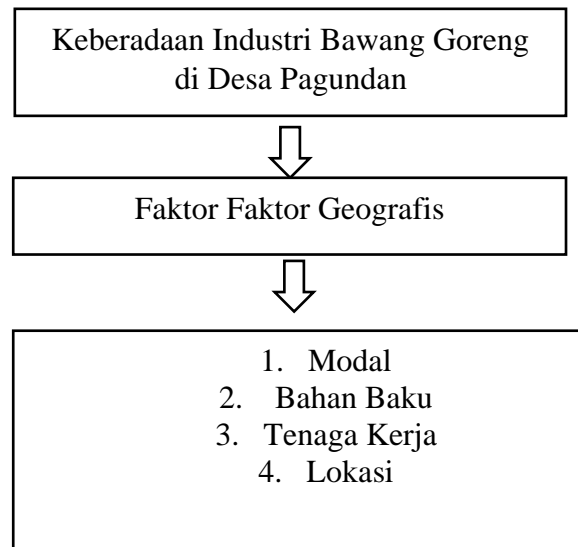 Keberadaan Industri Bawang Goreng
di Desa Pagundan
Faktor Faktor Geografis
1. Modal
2. Bahan Baku
3. Tenaga Kerja
4. Lokasi